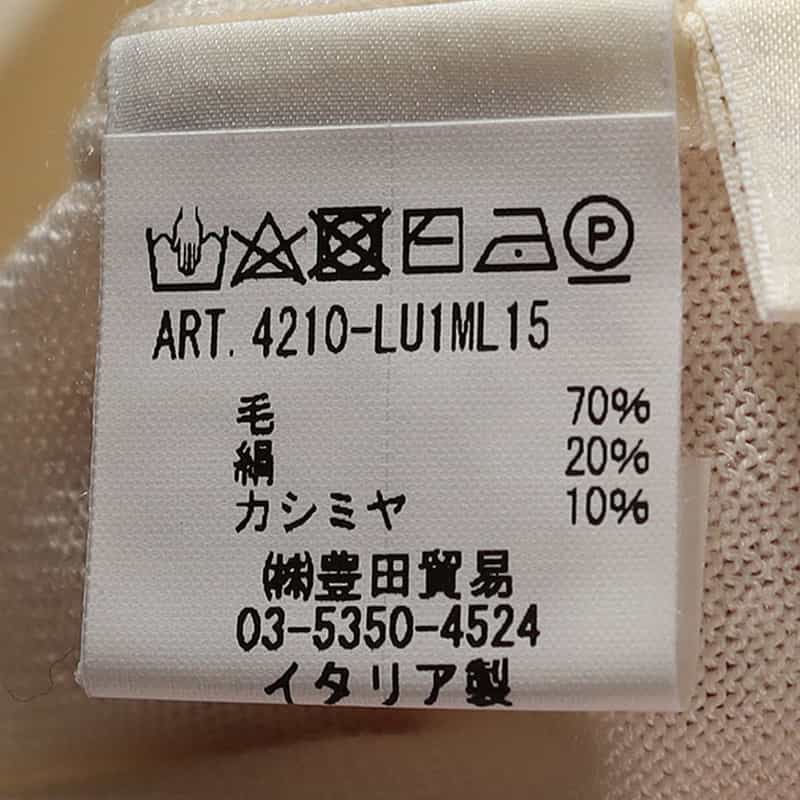 P
ART. 4210-LU1ML15
毛 70%
絹 20%
カシミヤ 10%
㈱豊田貿易
03-5350-4524
イタリア製